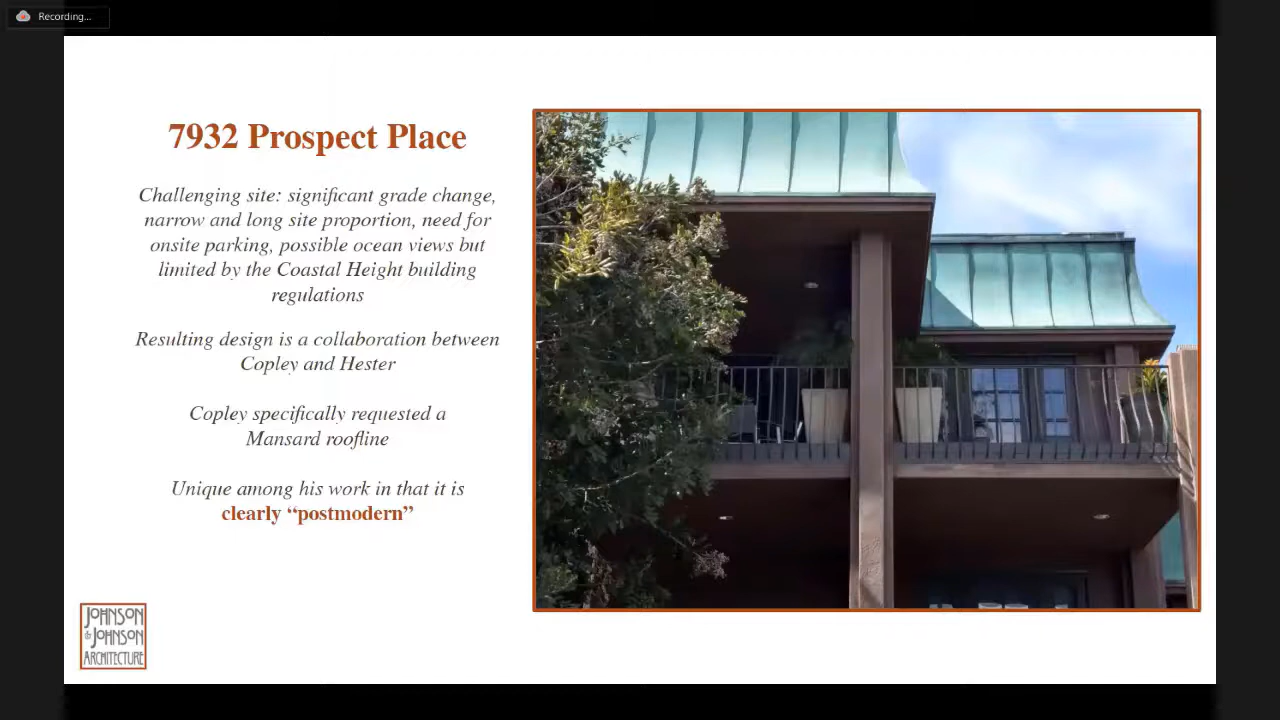 Recording...
7932 Prospect Place
Challenging site: significant grade change,
narrow and long site proportion, need for
onsite parking, possible ocean views but
limited by the Coastal Height building
regulations
Resulting design is a collaboration between
Copley and Hester
Copley specifically requested a
Mansard roofline
Unique among his work in that it is
clearly “postmodern”
JOHNSON
& JOHNSON
ARCHITECTURE